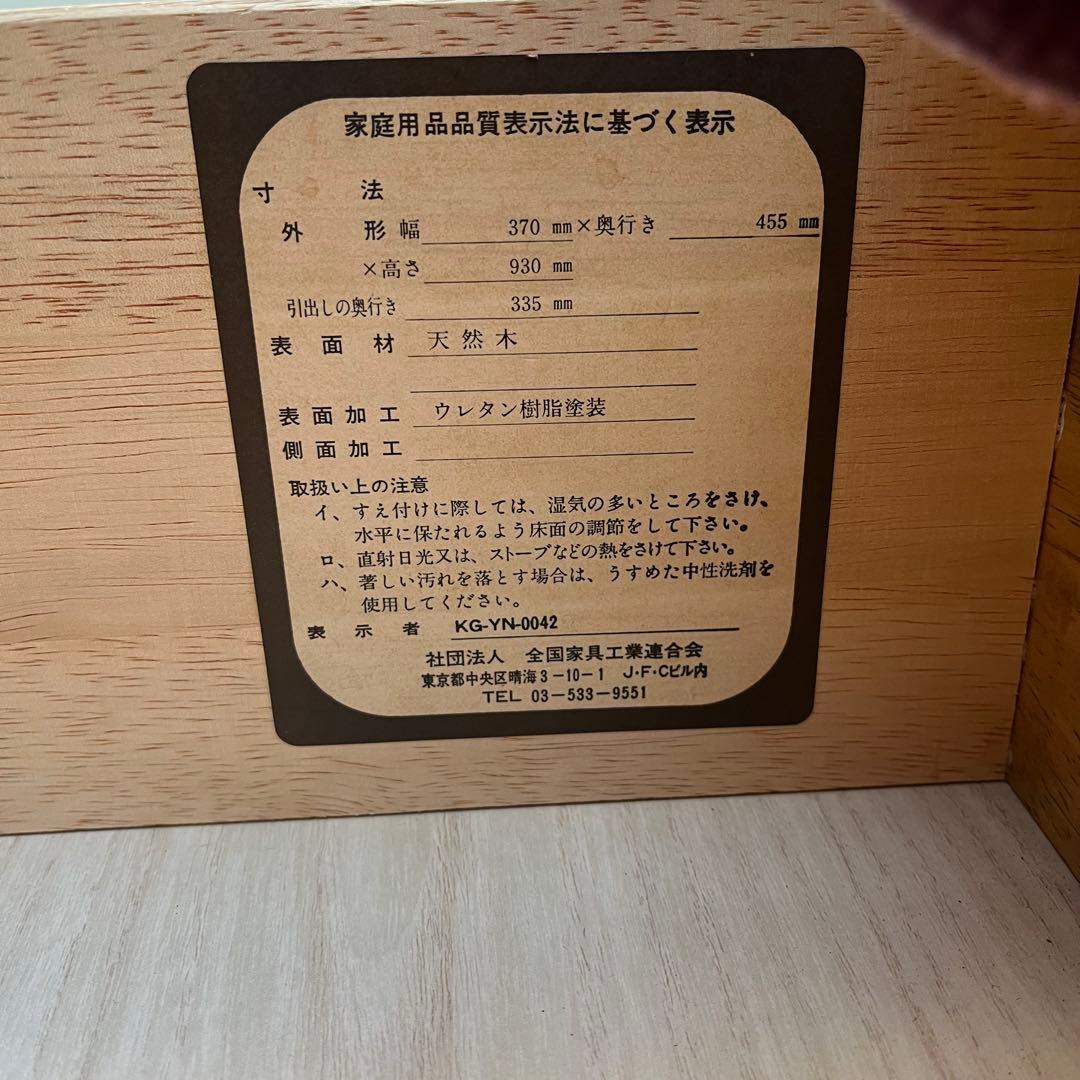 家庭用品品質表示法に基づく表示
寸法
外形 幅 370 mm×奥行き 455 mm
×高さ 930 mm
引出しの奥行き 335 mm
表面材 天然木
表面加工 ウレタン樹脂塗装
側面加工
取扱い上の注意
イ、すえ付けに際しては、湿気の多いところをさけ、
水平に保たれるよう床面の調節をして下さい。
ロ、直射日光又は、ストーブなどの熱をさけて下さい。
ハ、著しい汚れを落とす場合は、うすめた中性洗剤を
使用してください。
表示者 KG-YN-0042
社団法人 全国家具工業連合会
東京都中央区晴海3-10-1 J・F・Cビル内
TEL 03-533-9551